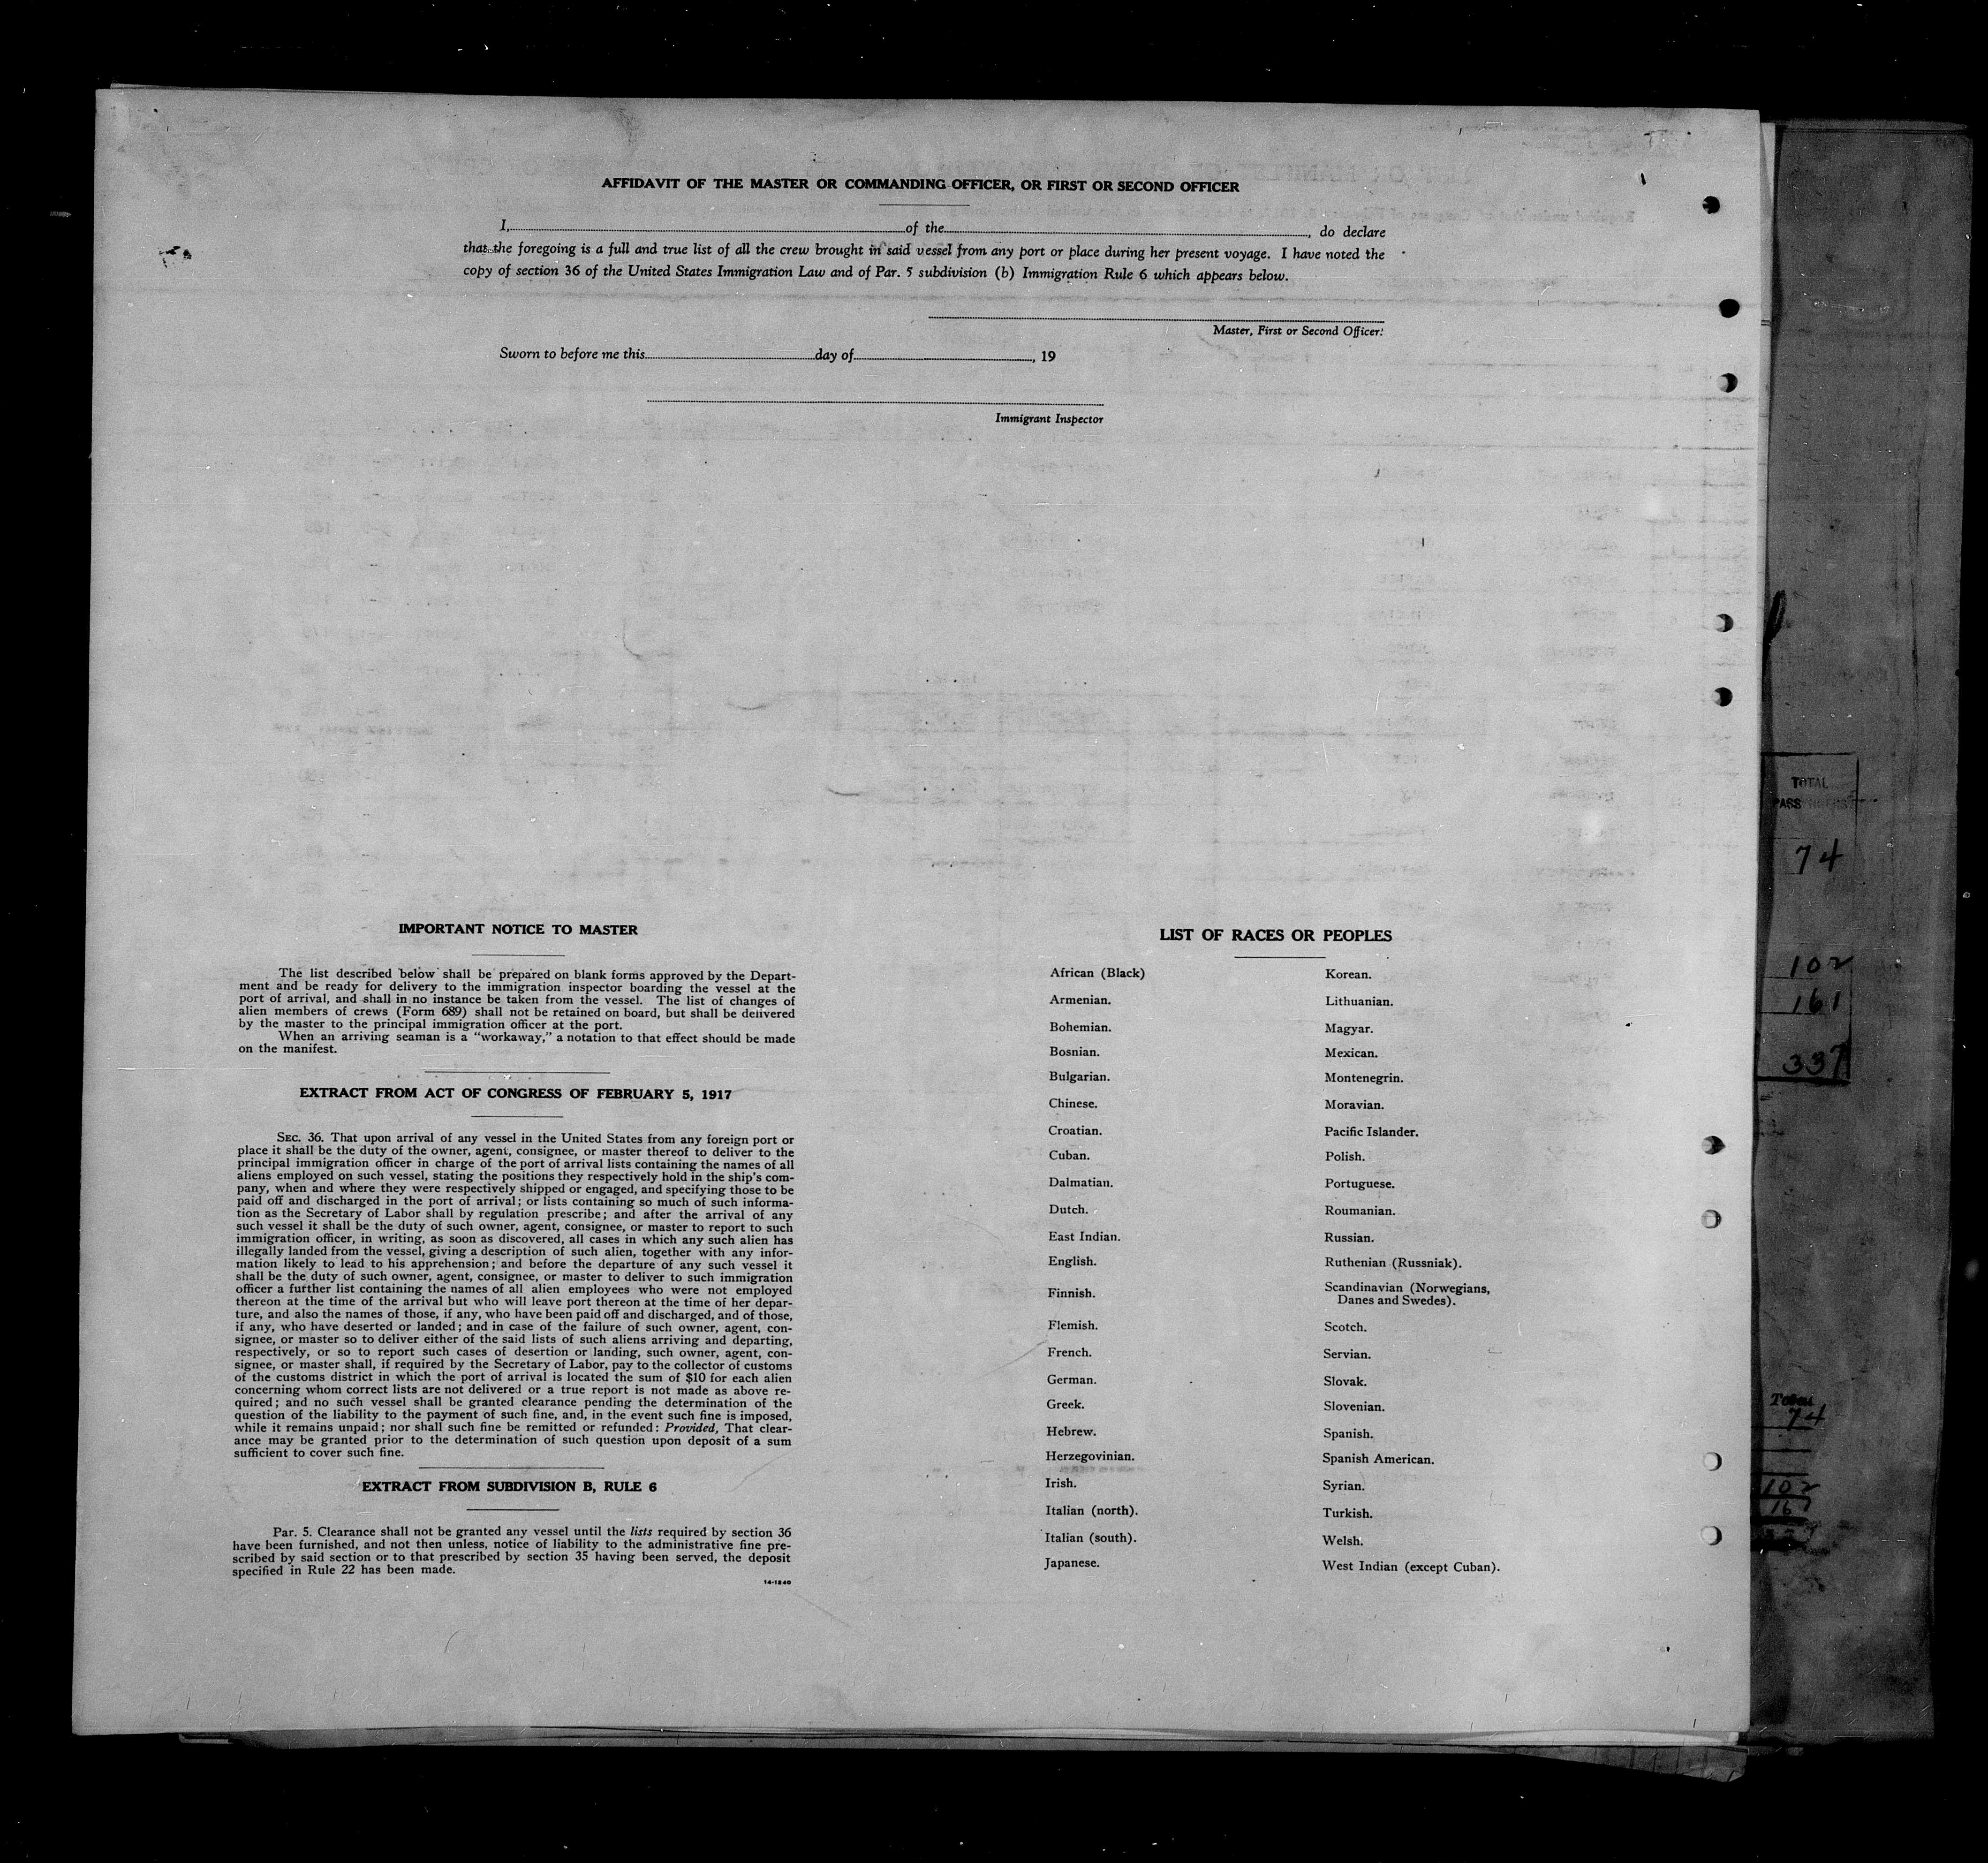 AFFIDAVIT OF THE MASTER OR COMMANDING OFFICER, OR FIRST OR SECOND OFFICER
I, of the , do declare
that the foregoing is a full and true list of all the crew brought in said vessel from any port or place during her present voyage. I have noted the
copy of section 36 of the United States Immigration Law and of Par. 5 subdivision (b) Immigration Rule 6 which appears below.
Master, First or Second Officer.
Sworn to before me this day of , 19
Immigrant Inspector
IMPORTANT NOTICE TO MASTER
The list described below shall be prepared on blank forms approved by the Depart-
ment and be ready for delivery to the immigration inspector boarding the vessel at the
port of arrival, and shall in no instance be taken from the vessel. The list of changes of
alien members of crews (Form 689) shall not be retained on board, but shall be delivered
by the master to the principal immigration officer at the port.
When an arriving seaman is a "workaway," a notation to that effect should be made
on the manifest.
EXTRACT FROM ACT OF CONGRESS OF FEBRUARY 5, 1917
SEC. 36. That upon arrival of any vessel in the United States from any foreign port or
place it shall be the duty of the owner, agent, consignee, or master thereof to deliver to the
principal immigration officer in charge of the port of arrival lists containing the names of all
aliens employed on such vessel, stating the positions they respectively hold in the ship's com-
pany, when and where they were respectively shipped or engaged, and specifying those to be
paid off and discharged in the port of arrival; or lists containing so much of such informa-
tion as the Secretary of Labor shall by regulation prescribe; and after the arrival of any
such vessel it shall be the duty of such owner, agent, consignee, or master to report to such
immigration officer, in writing, as soon as discovered, all cases in which any such alien has
illegally landed from the vessel, giving a description of such alien, together with any infor-
mation likely to lead to his apprehension; and before the departure of any such vessel it
shall be the duty of such owner, agent, consignee, or master to deliver to such immigration
officer a further list containing the names of all alien employees who were not employed
thereon at the time of the arrival but who will leave port thereon at the time of her depar-
ture, and also the names of those, if any, who have been paid off and discharged, and of those,
if any, who have deserted or landed; and in case of the failure of such owner, agent, con-
signee, or master so to deliver either of the said lists of such aliens arriving and departing,
respectively, or so to report such cases of desertion or landing, such owner, agent, con-
signee, or master shall, if required by the Secretary of Labor, pay to the collector of customs
of the customs district in which the port of arrival is located the sum of $10 for each alien
concerning whom correct lists are not delivered or a true report is not made as above re-
quired; and no such vessel shall be granted clearance pending the determination of the
question of the liability to the payment of such fine, and, in the event such fine is imposed,
while it remains unpaid; nor shall such fine be remitted or refunded: Provided, That clear-
ance may be granted prior to the determination of such question upon deposit of a sum
sufficient to cover such fine.
EXTRACT FROM SUBDIVISION B, RULE 6
Par. 5. Clearance shall not be granted any vessel until the lists required by section 36
have been furnished, and not then unless, notice of liability to the administrative fine pre-
scribed by said section or to that prescribed by section 35 having been served, the deposit
specified in Rule 22 has been made.
14-1240
LIST OF RACES OR PEOPLES
African (Black)
Armenian.
Bohemian.
Bosnian.
Bulgarian.
Chinese.
Croatian.
Cuban.
Dalmatian.
Dutch.
East Indian.
English.
Finnish.
Flemish.
French.
German.
Greek.
Hebrew.
Herzegovinian.
Irish.
Italian (north).
Italian (south).
Japanese.
Korean.
Lithuanian.
Magyar.
Mexican.
Montenegrin.
Moravian.
Pacific Islander.
Polish.
Portuguese.
Roumanian.
Russian.
Ruthenian (Russniak).
Scandinavian (Norwegians,
Danes and Swedes).
Scotch.
Servian.
Slovak.
Slovenian.
Spanish.
Spanish American.
Syrian.
Turkish.
Welsh.
West Indian (except Cuban).
TOTAL
74
102
161
337
Total
74
102